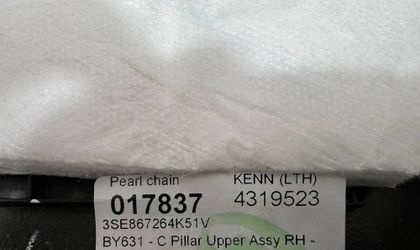 Pearl chain KENN (LTH)
017837 4319523
3SE867264K51V
BY631 - C Pillar Upper Assy RH -